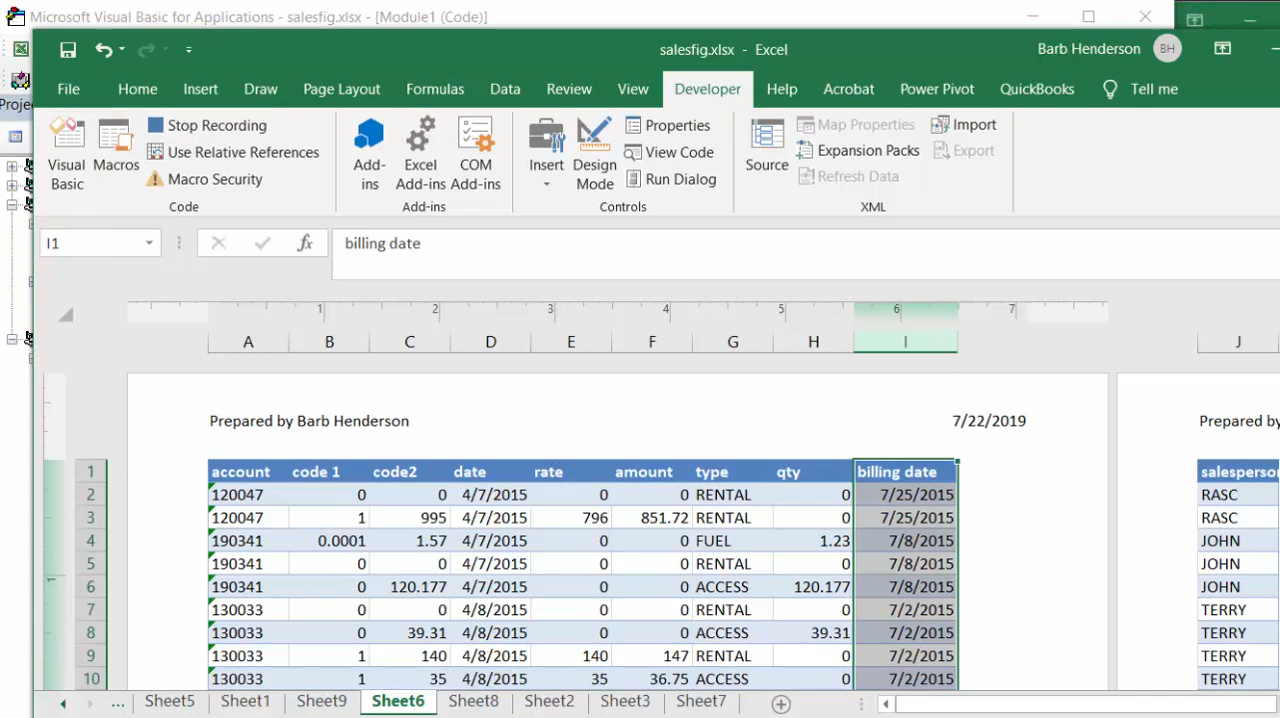 Microsoft Visual Basic for Applications - salesfig.xlsx - [Module1 (Code)]
salesfig.xlsx - Excel
Barb Henderson BH
File Home Insert Draw Page Layout Formulas Data Review View Developer Help Acrobat Power Pivot QuickBooks Tell me
Proje
Visual Basic
Macros
Stop Recording
Use Relative References
Macro Security
Code
Add-ins
Excel Add-ins
COM Add-ins
Add-ins
Insert
Design Mode
Properties
View Code
Run Dialog
Controls
Source
Map Properties
Expansion Packs
Refresh Data
Import
Export
XML
I1 fx billing date
1 2 3 4 5 6 7
A B C D E F G H I J
Prepared by Barb Henderson 7/22/2019 Prepared by
1 account code 1 code2 date rate amount type qty billing date salesperso
2 120047 0 0 4/7/2015 0 0 RENTAL 0 7/25/2015 RASC
3 120047 1 995 4/7/2015 796 851.72 RENTAL 0 7/25/2015 RASC
4 190341 0.0001 1.57 4/7/2015 0 0 FUEL 1.23 7/8/2015 JOHN
5 190341 0 0 4/7/2015 0 0 RENTAL 0 7/8/2015 JOHN
6 190341 0 120.177 4/7/2015 0 0 ACCESS 120.177 7/8/2015 JOHN
7 130033 0 0 4/8/2015 0 0 RENTAL 0 7/2/2015 TERRY
8 130033 0 39.31 4/8/2015 0 0 ACCESS 39.31 7/2/2015 TERRY
9 130033 1 140 4/8/2015 140 147 RENTAL 0 7/2/2015 TERRY
10 130033 1 35 4/8/2015 35 36.75 RENTAL 0 7/2/2015 TERRY
... Sheet5 Sheet1 Sheet9 Sheet6 Sheet8 Sheet2 Sheet3 Sheet7